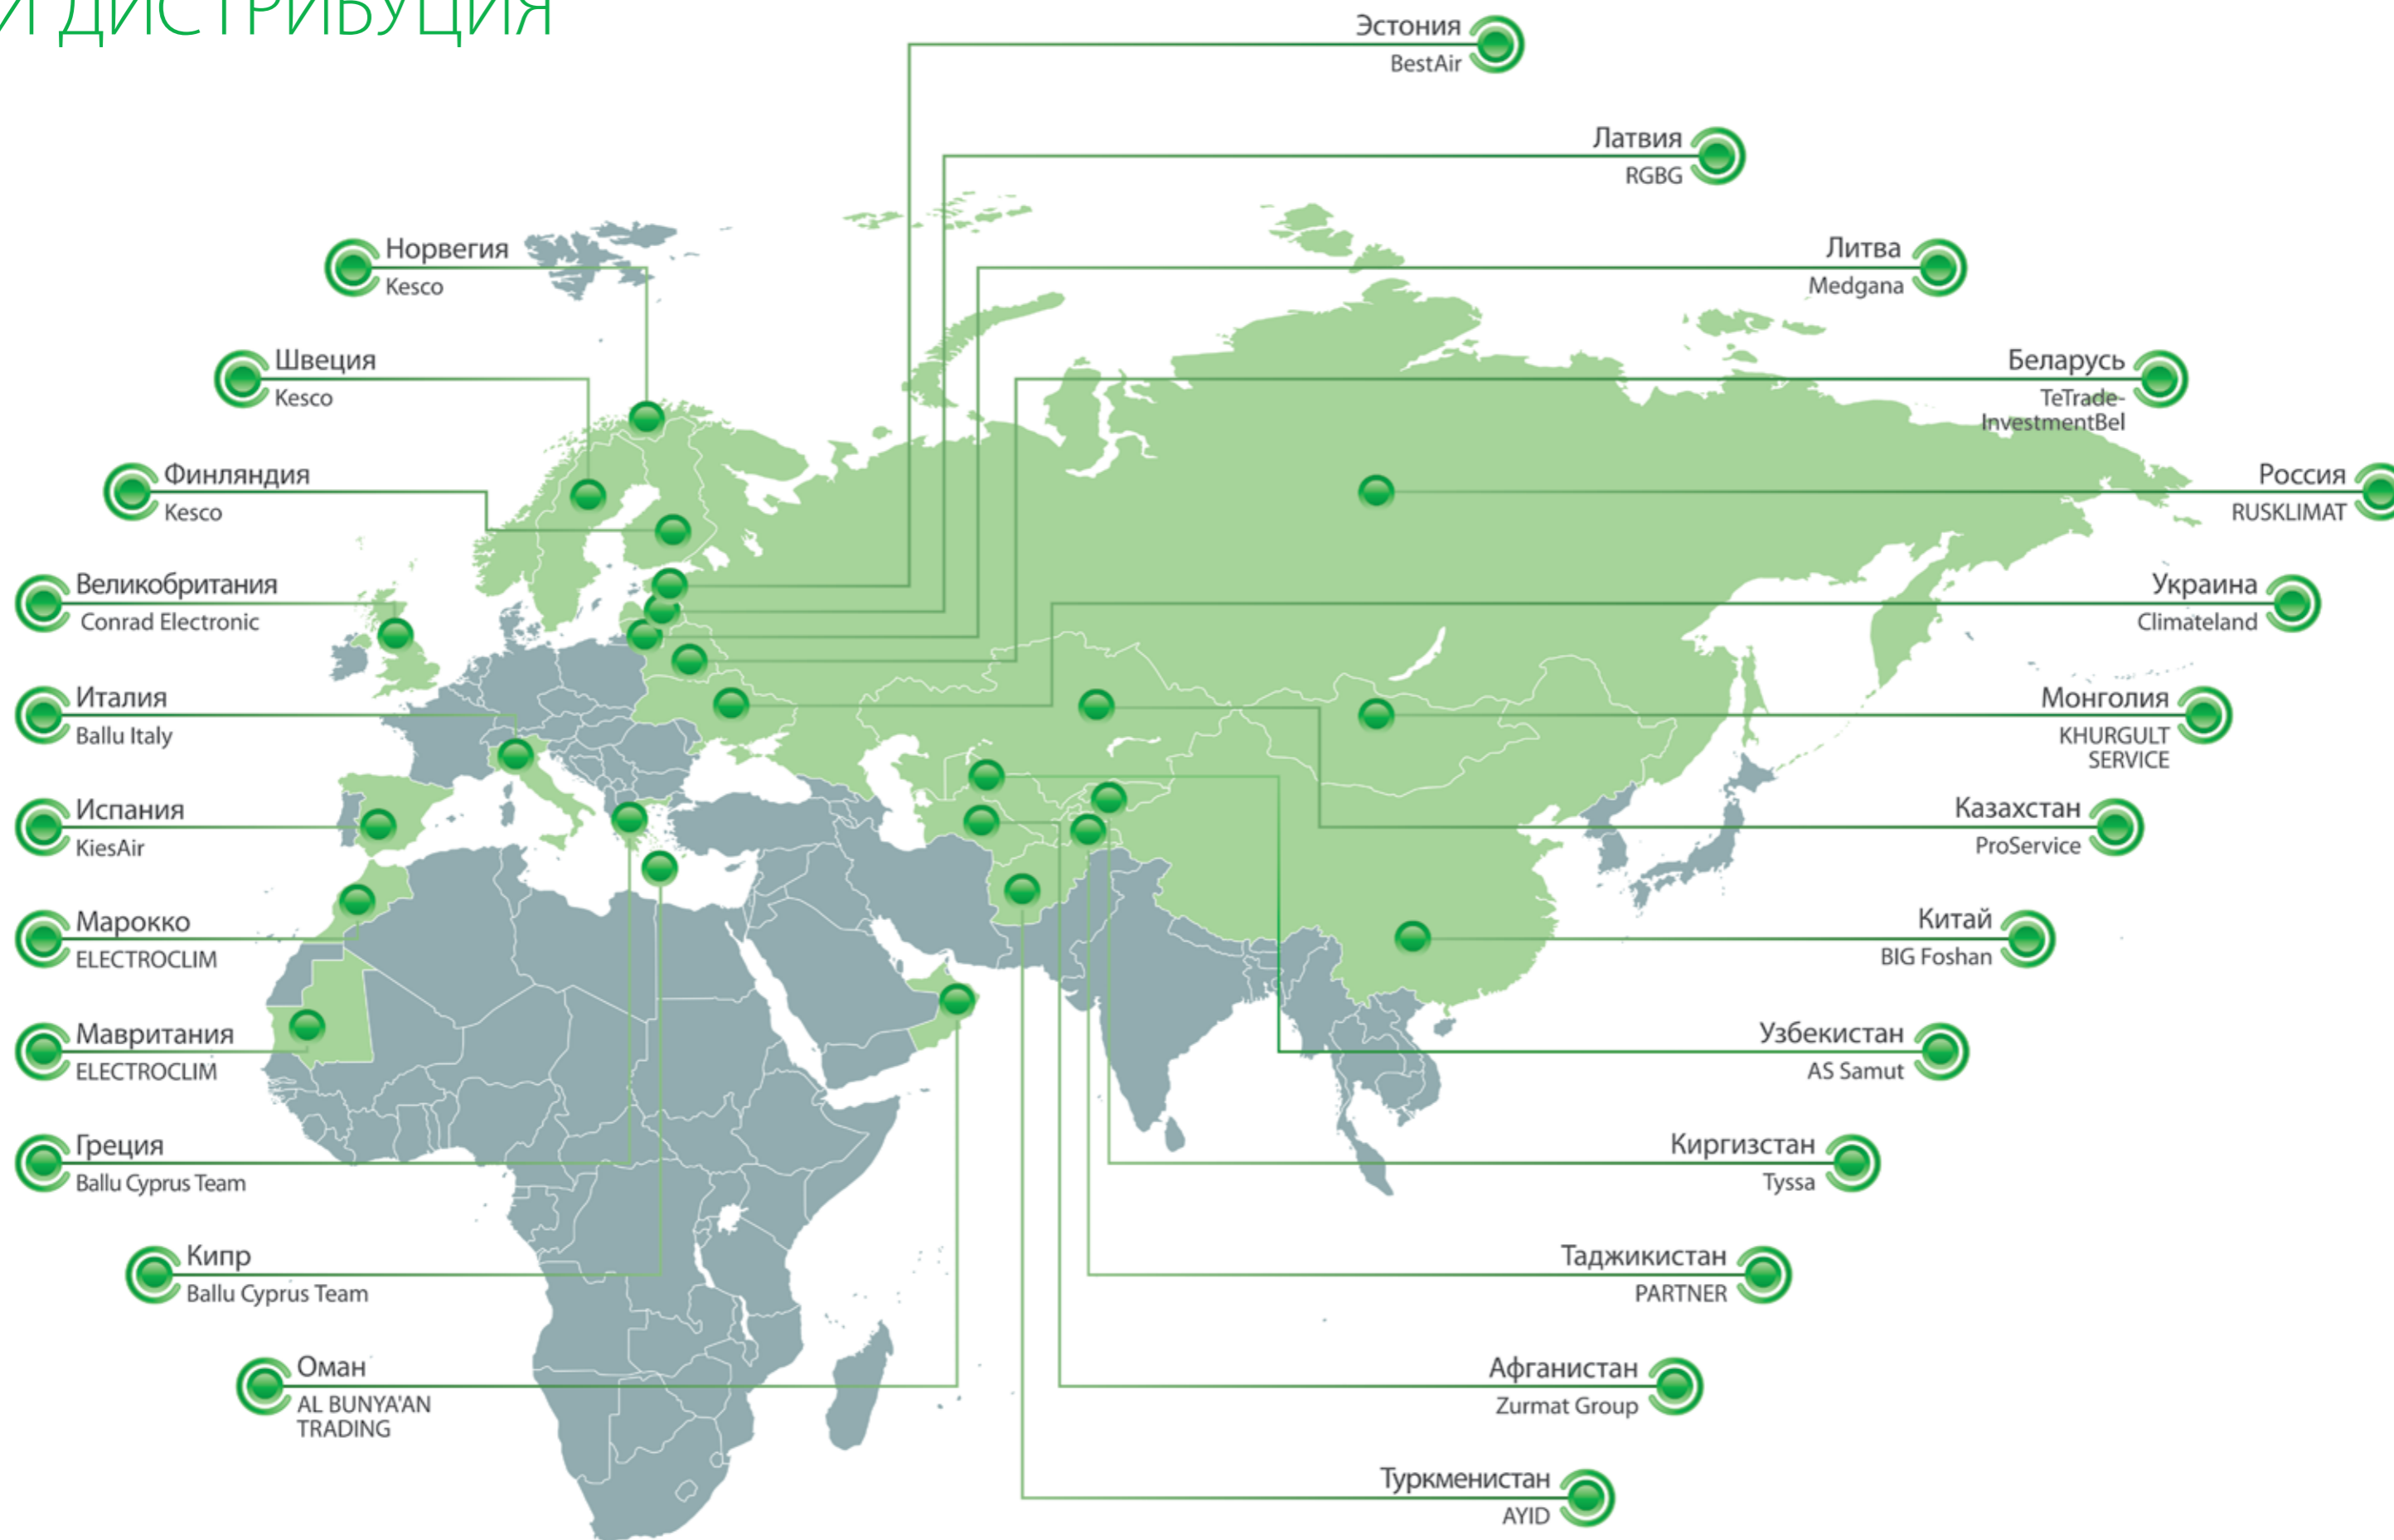 И ДИСТРИБУЦИЯ
Эстония
BestAir
Латвия
RGBG
Норвегия
Kesco
Литва
Medgana
Швеция
Kesco
Беларусь
TeTrade-
InvestmentBel
Финляндия
Kesco
Россия
RUSKLIMAT
Великобритания
Conrad Electronic
Украина
Climateland
Италия
Ballu Italy
Монголия
KHURGULT
SERVICE
Испания
KiesAir
Казахстан
ProService
Марокко
ELECTROCLIM
Китай
BIG Foshan
Мавритания
ELECTROCLIM
Узбекистан
AS Samut
Греция
Ballu Cyprus Team
Киргизстан
Tyssa
Кипр
Ballu Cyprus Team
Таджикистан
PARTNER
Оман
AL BUNYA'AN
TRADING
Афганистан
Zurmat Group
Туркменистан
AYID